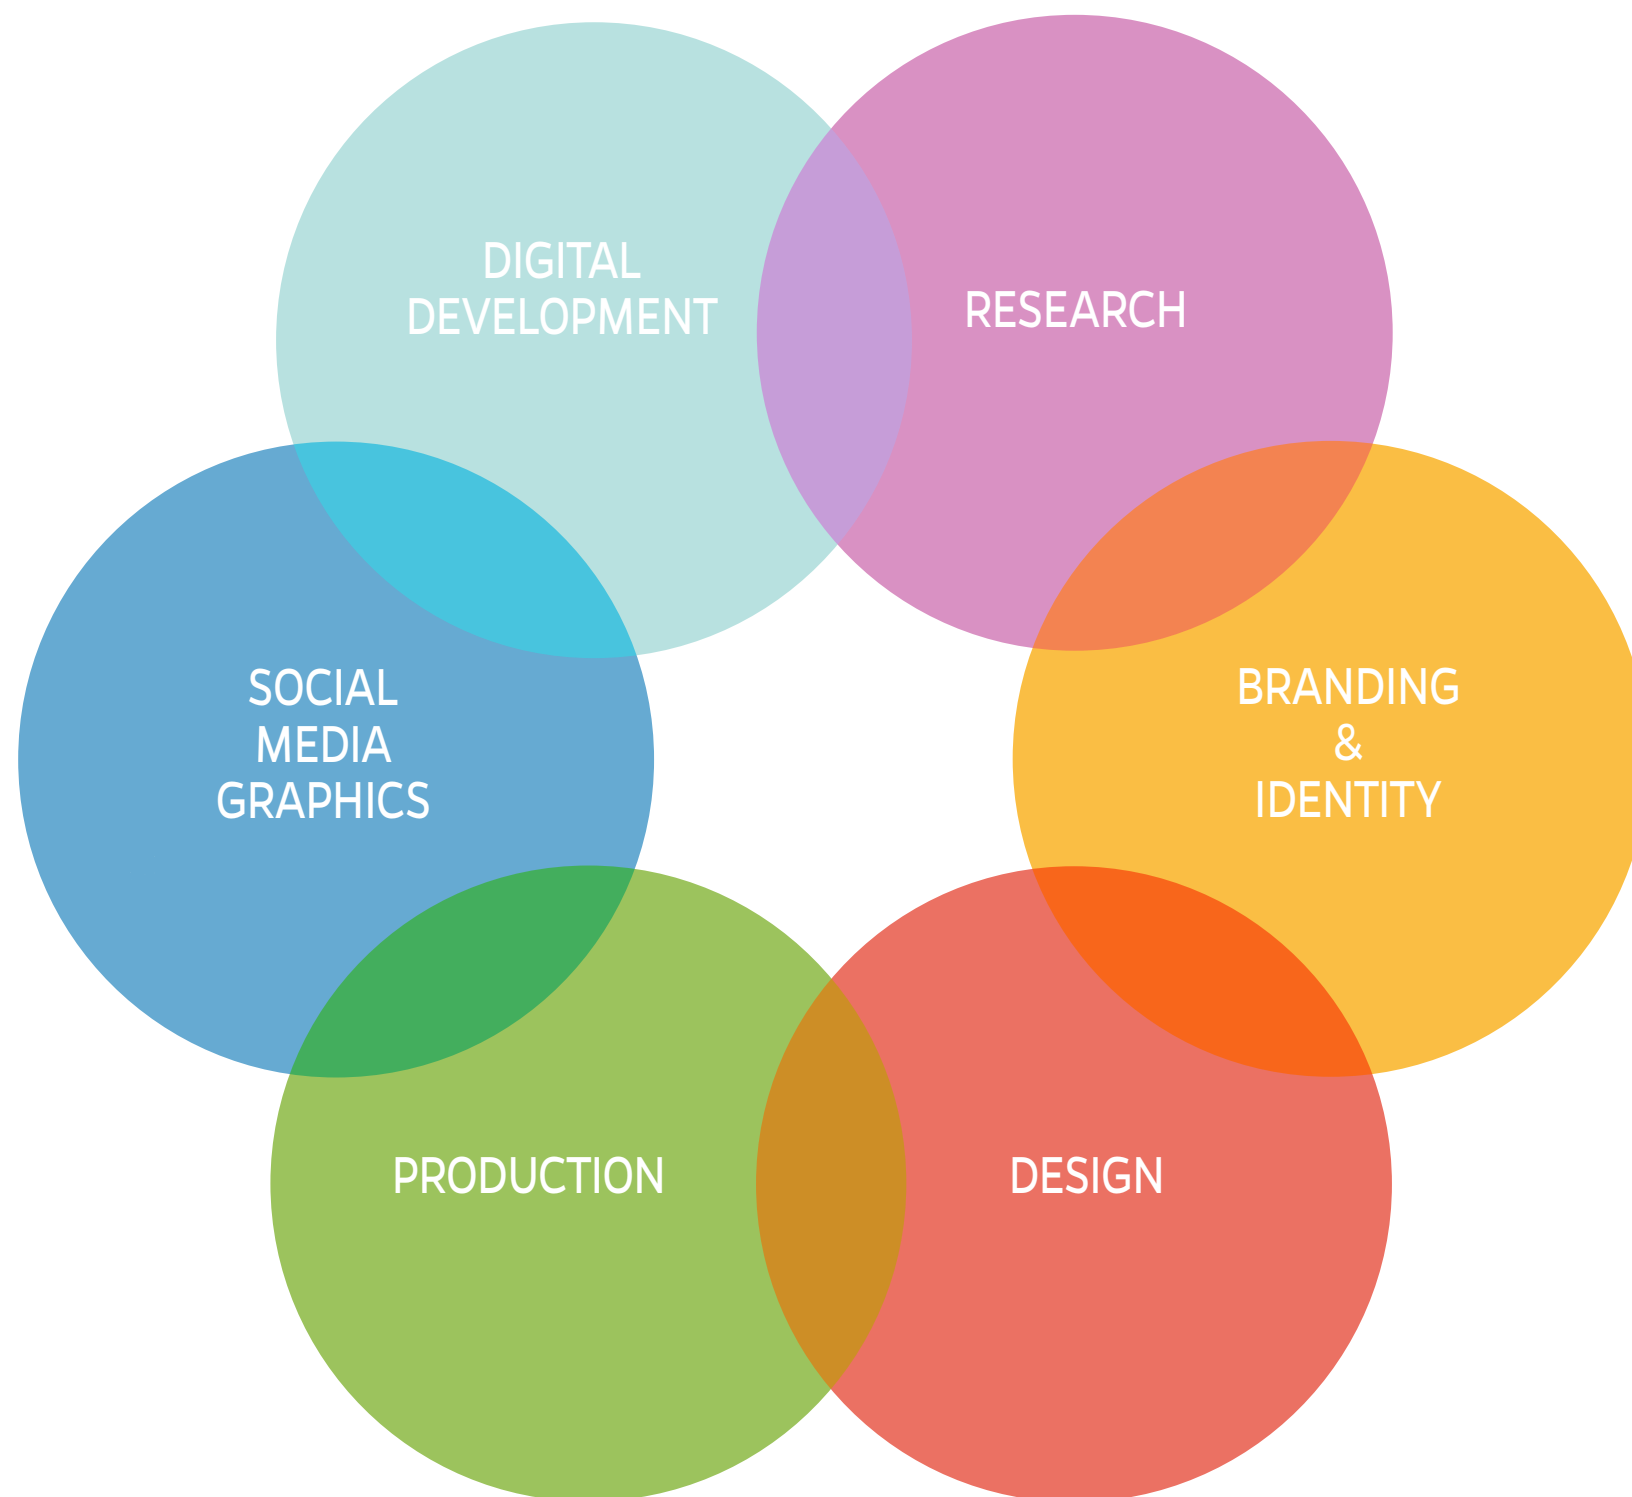 DIGITAL
DEVELOPMENT
RESEARCH
SOCIAL
MEDIA
GRAPHICS
BRANDING
&
IDENTITY
PRODUCTION
DESIGN